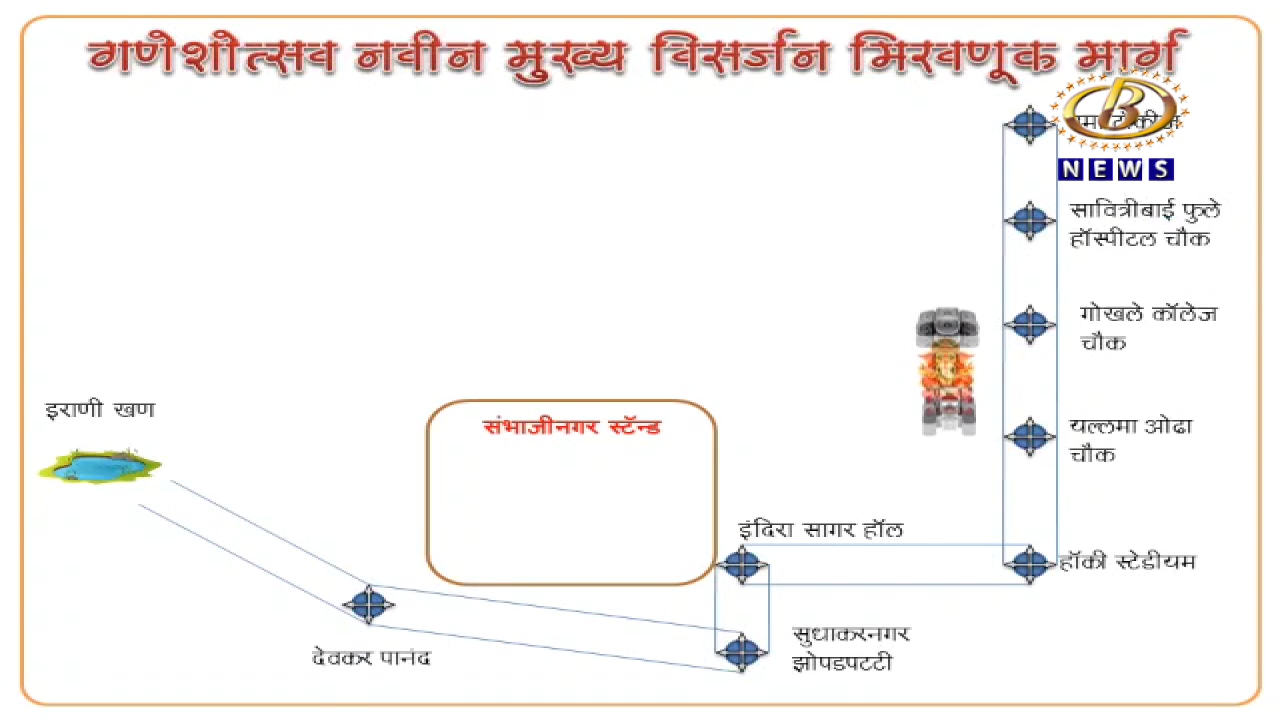 गणेशोत्सव नवीन मुख्य विसर्जन मिरवणूक मार्ग
B
NEWS
सावित्रीबाई फुले
हॉस्पीटल चौक
गोखले कॉलेज
चौक
इराणी खण
संभाजीनगर स्टॅन्ड
यल्लमा ओढा
चौक
इंदिरा सागर हॉल
हॉकी स्टेडीयम
सुधाकरनगर
झोपडपटटी
देवकर पानंद